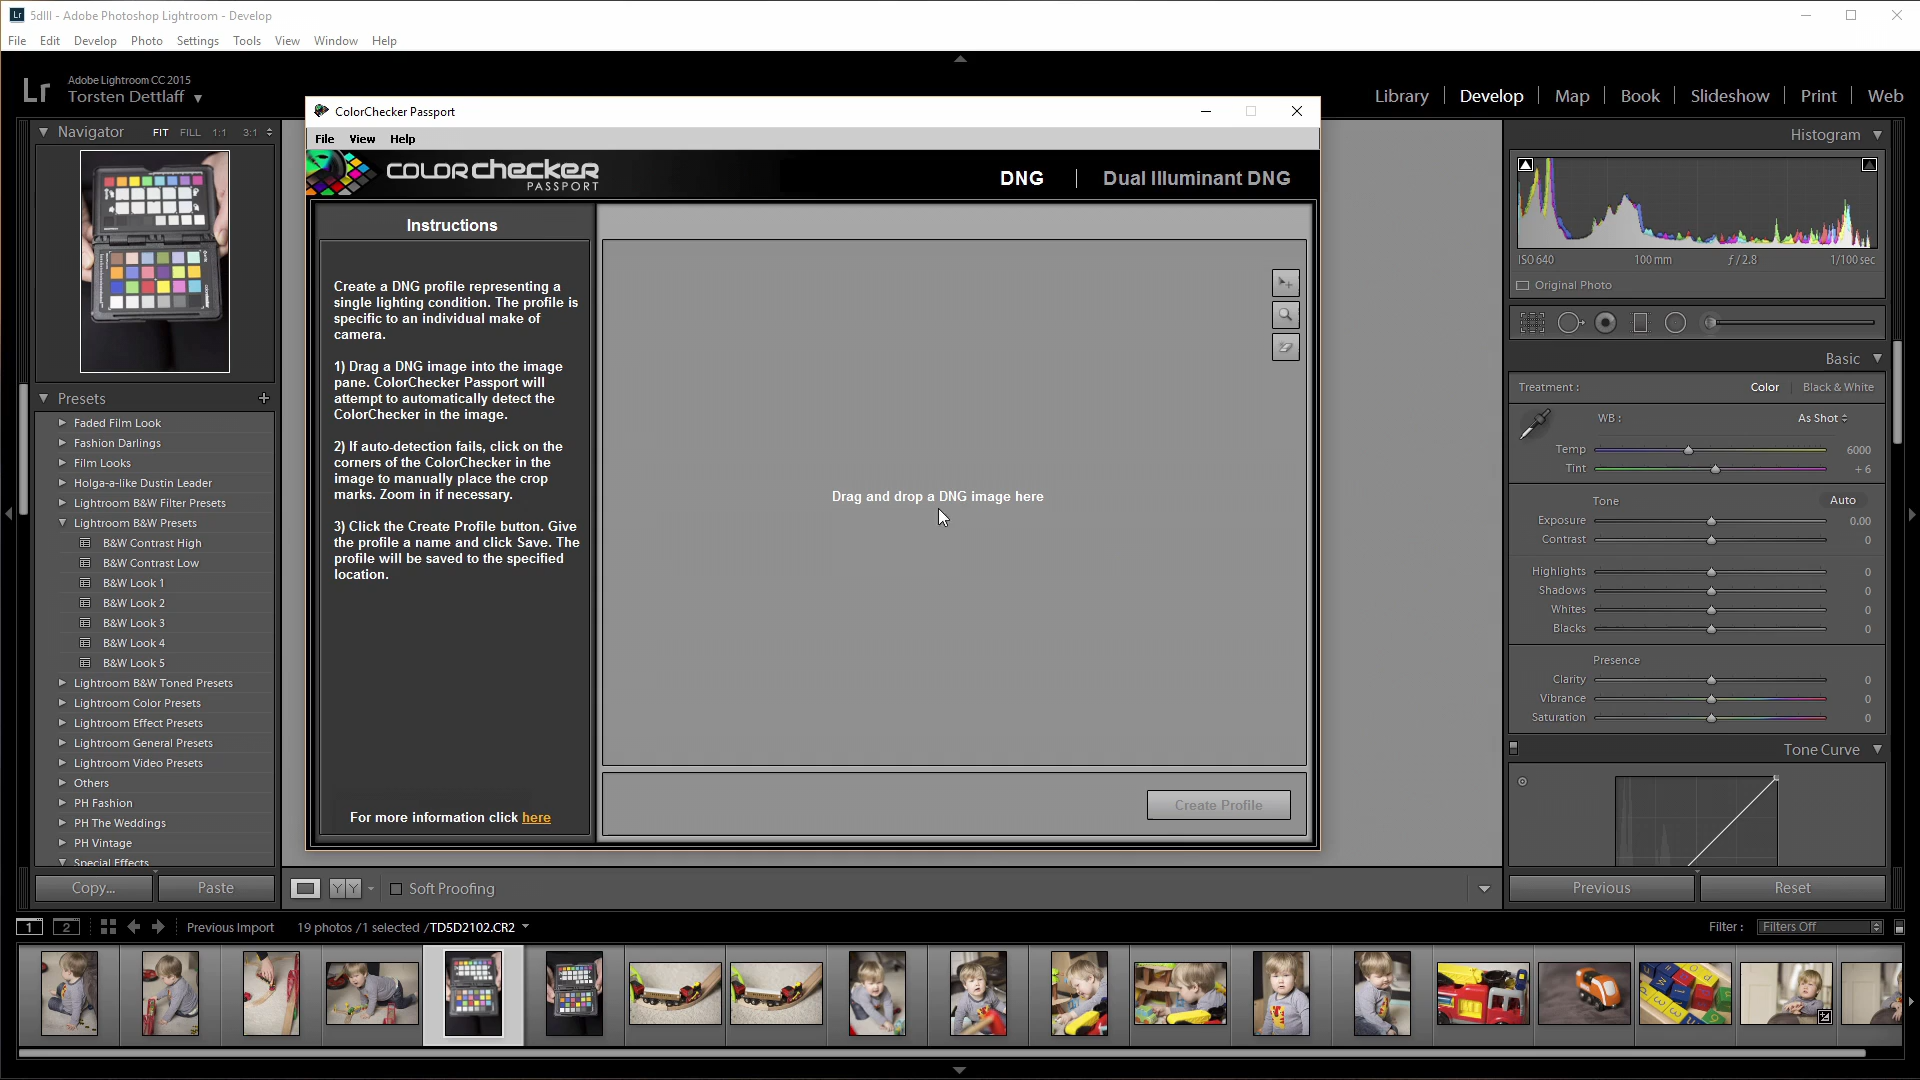 5dIII - Adobe Photoshop Lightroom - Develop
File Edit Develop Photo Settings Tools View Window Help
Lr
Adobe Lightroom CC 2015
Torsten Dettlaff
Library Develop Map Book Slideshow Print Web
Navigator FIT FILL 1:1 3:1
Presets
Faded Film Look
Fashion Darlings
Film Looks
Holga-a-like Dustin Leader
Lightroom B&W Filter Presets
Lightroom B&W Presets
B&W Contrast High
B&W Contrast Low
B&W Look 1
B&W Look 2
B&W Look 3
B&W Look 4
B&W Look 5
Lightroom B&W Toned Presets
Lightroom Color Presets
Lightroom Effect Presets
Lightroom General Presets
Lightroom Video Presets
Others
PH Fashion
PH The Weddings
PH Vintage
Special Effects
Copy... Paste
ColorChecker Passport
File View Help
COLORCHECKER
PASSPORT
DNG Dual Illuminant DNG
Instructions
Create a DNG profile representing a
single lighting condition. The profile is
specific to an individual make of
camera.
1) Drag a DNG image into the image
pane. ColorChecker Passport will
attempt to automatically detect the
ColorChecker in the image.
2) If auto-detection fails, click on the
corners of the ColorChecker in the
image to manually place the crop
marks. Zoom in if necessary.
3) Click the Create Profile button. Give
the profile a name and click Save. The
profile will be saved to the specified
location.
For more information click here
Drag and drop a DNG image here
Create Profile
Histogram
ISO 640 100 mm ƒ / 2.8 1/100 sec
Original Photo
Basic
Treatment : Color Black & White
WB : As Shot
Temp 6000
Tint + 6
Tone Auto
Exposure 0.00
Contrast 0
Highlights 0
Shadows 0
Whites 0
Blacks 0
Presence
Clarity 0
Vibrance 0
Saturation 0
Tone Curve
Previous Reset
YY Soft Proofing
1 2 Previous Import 19 photos / 1 selected / TD5D2102.CR2
Filter : Filters Off